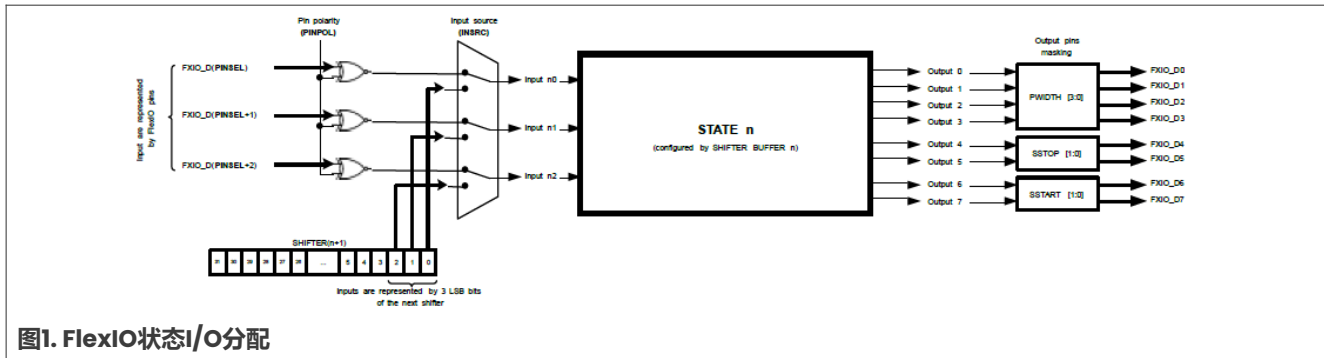 Pin polarity
(PINPOL)
Input source
(INSRC)
Output pins
masking
Input are represented
by FlexIO pins
FXIO_D(PINSEL)
FXIO_D(PINSEL+1)
FXIO_D(PINSEL+2)
Input n0
Input n1
Input n2
STATE n
(configured by SHIFTER BUFFER n)
Output 0
Output 1
Output 2
Output 3
Output 4
Output 5
Output 6
Output 7
PWIDTH [3:0]
SSTOP [1:0]
SSTART [1:0]
FXIO_D0
FXIO_D1
FXIO_D2
FXIO_D3
FXIO_D4
FXIO_D5
FXIO_D6
FXIO_D7
SHIFTER(n+1)
31 30 29 28 27 26 ... 5 4 3 2 1 0
Inputs are represented by 3 LSB bits
of the next shifter
图1. FlexIO状态I/O分配